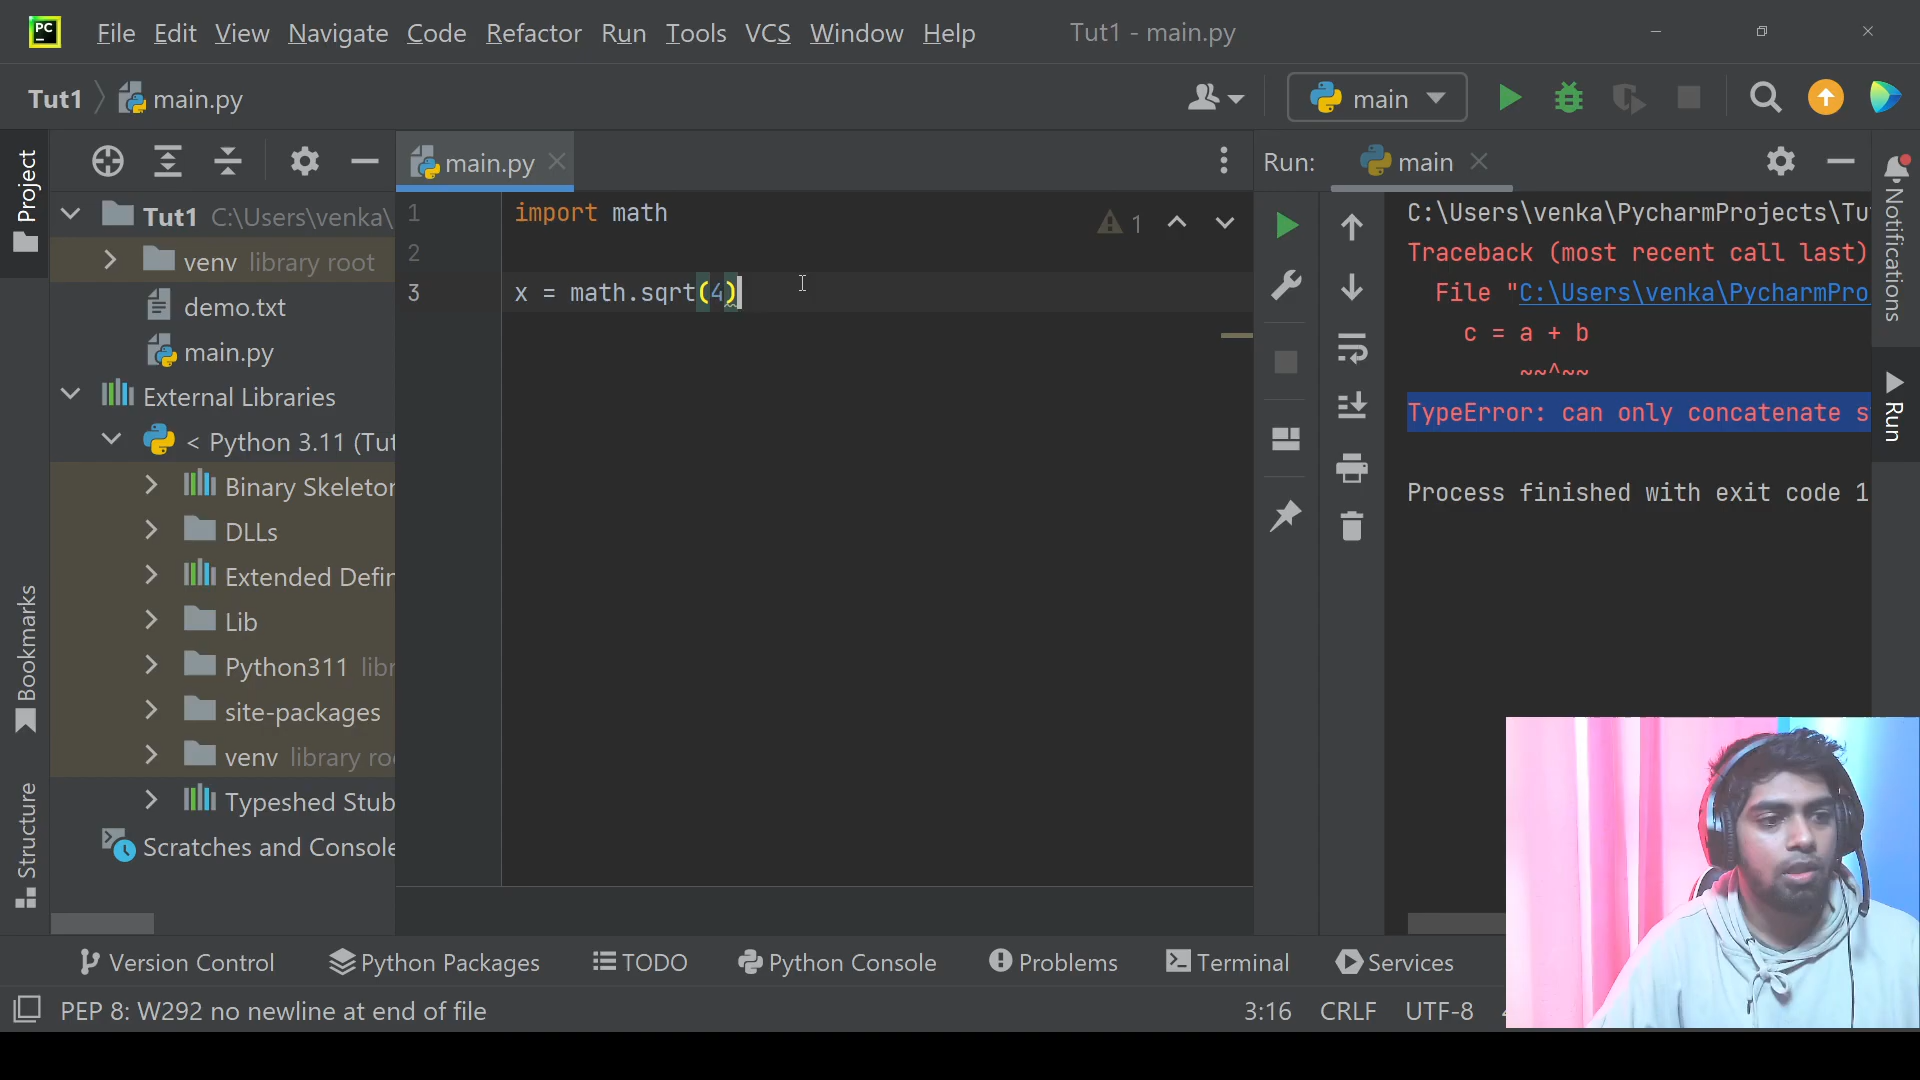 PC File Edit View Navigate Code Refactor Run Tools VCS Window Help Tut1 - main.py
Tut1 main.py main
Project
main.py
Run: main
Notifications
Tut1 C:\Users\venka\
venv library root
demo.txt
main.py
External Libraries
< Python 3.11 (Tut
Binary Skeleton
DLLs
Extended Defin
Lib
Python311 libr
site-packages
venv library roo
Typeshed Stub
Scratches and Console
Bookmarks
Structure
1 import math
2
3 x = math.sqrt(4)
1
C:\Users\venka\PycharmProjects\Tu
Traceback (most recent call last)
File "C:\Users\venka\PycharmPro
c = a + b
~~^~~
TypeError: can only concatenate s
Process finished with exit code 1
Run
Version Control Python Packages TODO Python Console Problems Terminal Services
PEP 8: W292 no newline at end of file 3:16 CRLF UTF-8